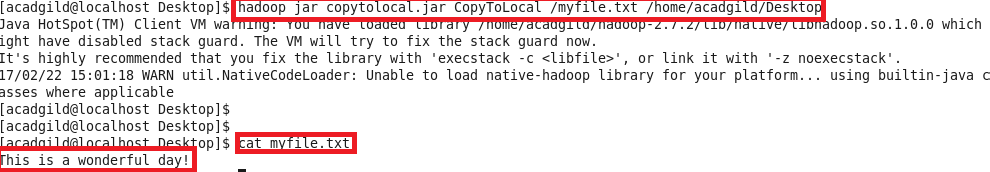 [acadgild@localhost Desktop]$ hadoop jar copytolocal.jar CopyToLocal /myfile.txt /home/acadgild/Desktop
Java HotSpot(TM) Client VM warning: You have loaded library /home/acadgild/hadoop-2.7.2/lib/native/libhadoop.so.1.0.0 which
ight have disabled stack guard. The VM will try to fix the stack guard now.
It's highly recommended that you fix the library with 'execstack -c <libfile>', or link it with '-z noexecstack'.
17/02/22 15:01:18 WARN util.NativeCodeLoader: Unable to load native-hadoop library for your platform... using builtin-java c
asses where applicable
[acadgild@localhost Desktop]$
[acadgild@localhost Desktop]$
[acadgild@localhost Desktop]$ cat myfile.txt
This is a wonderful day!